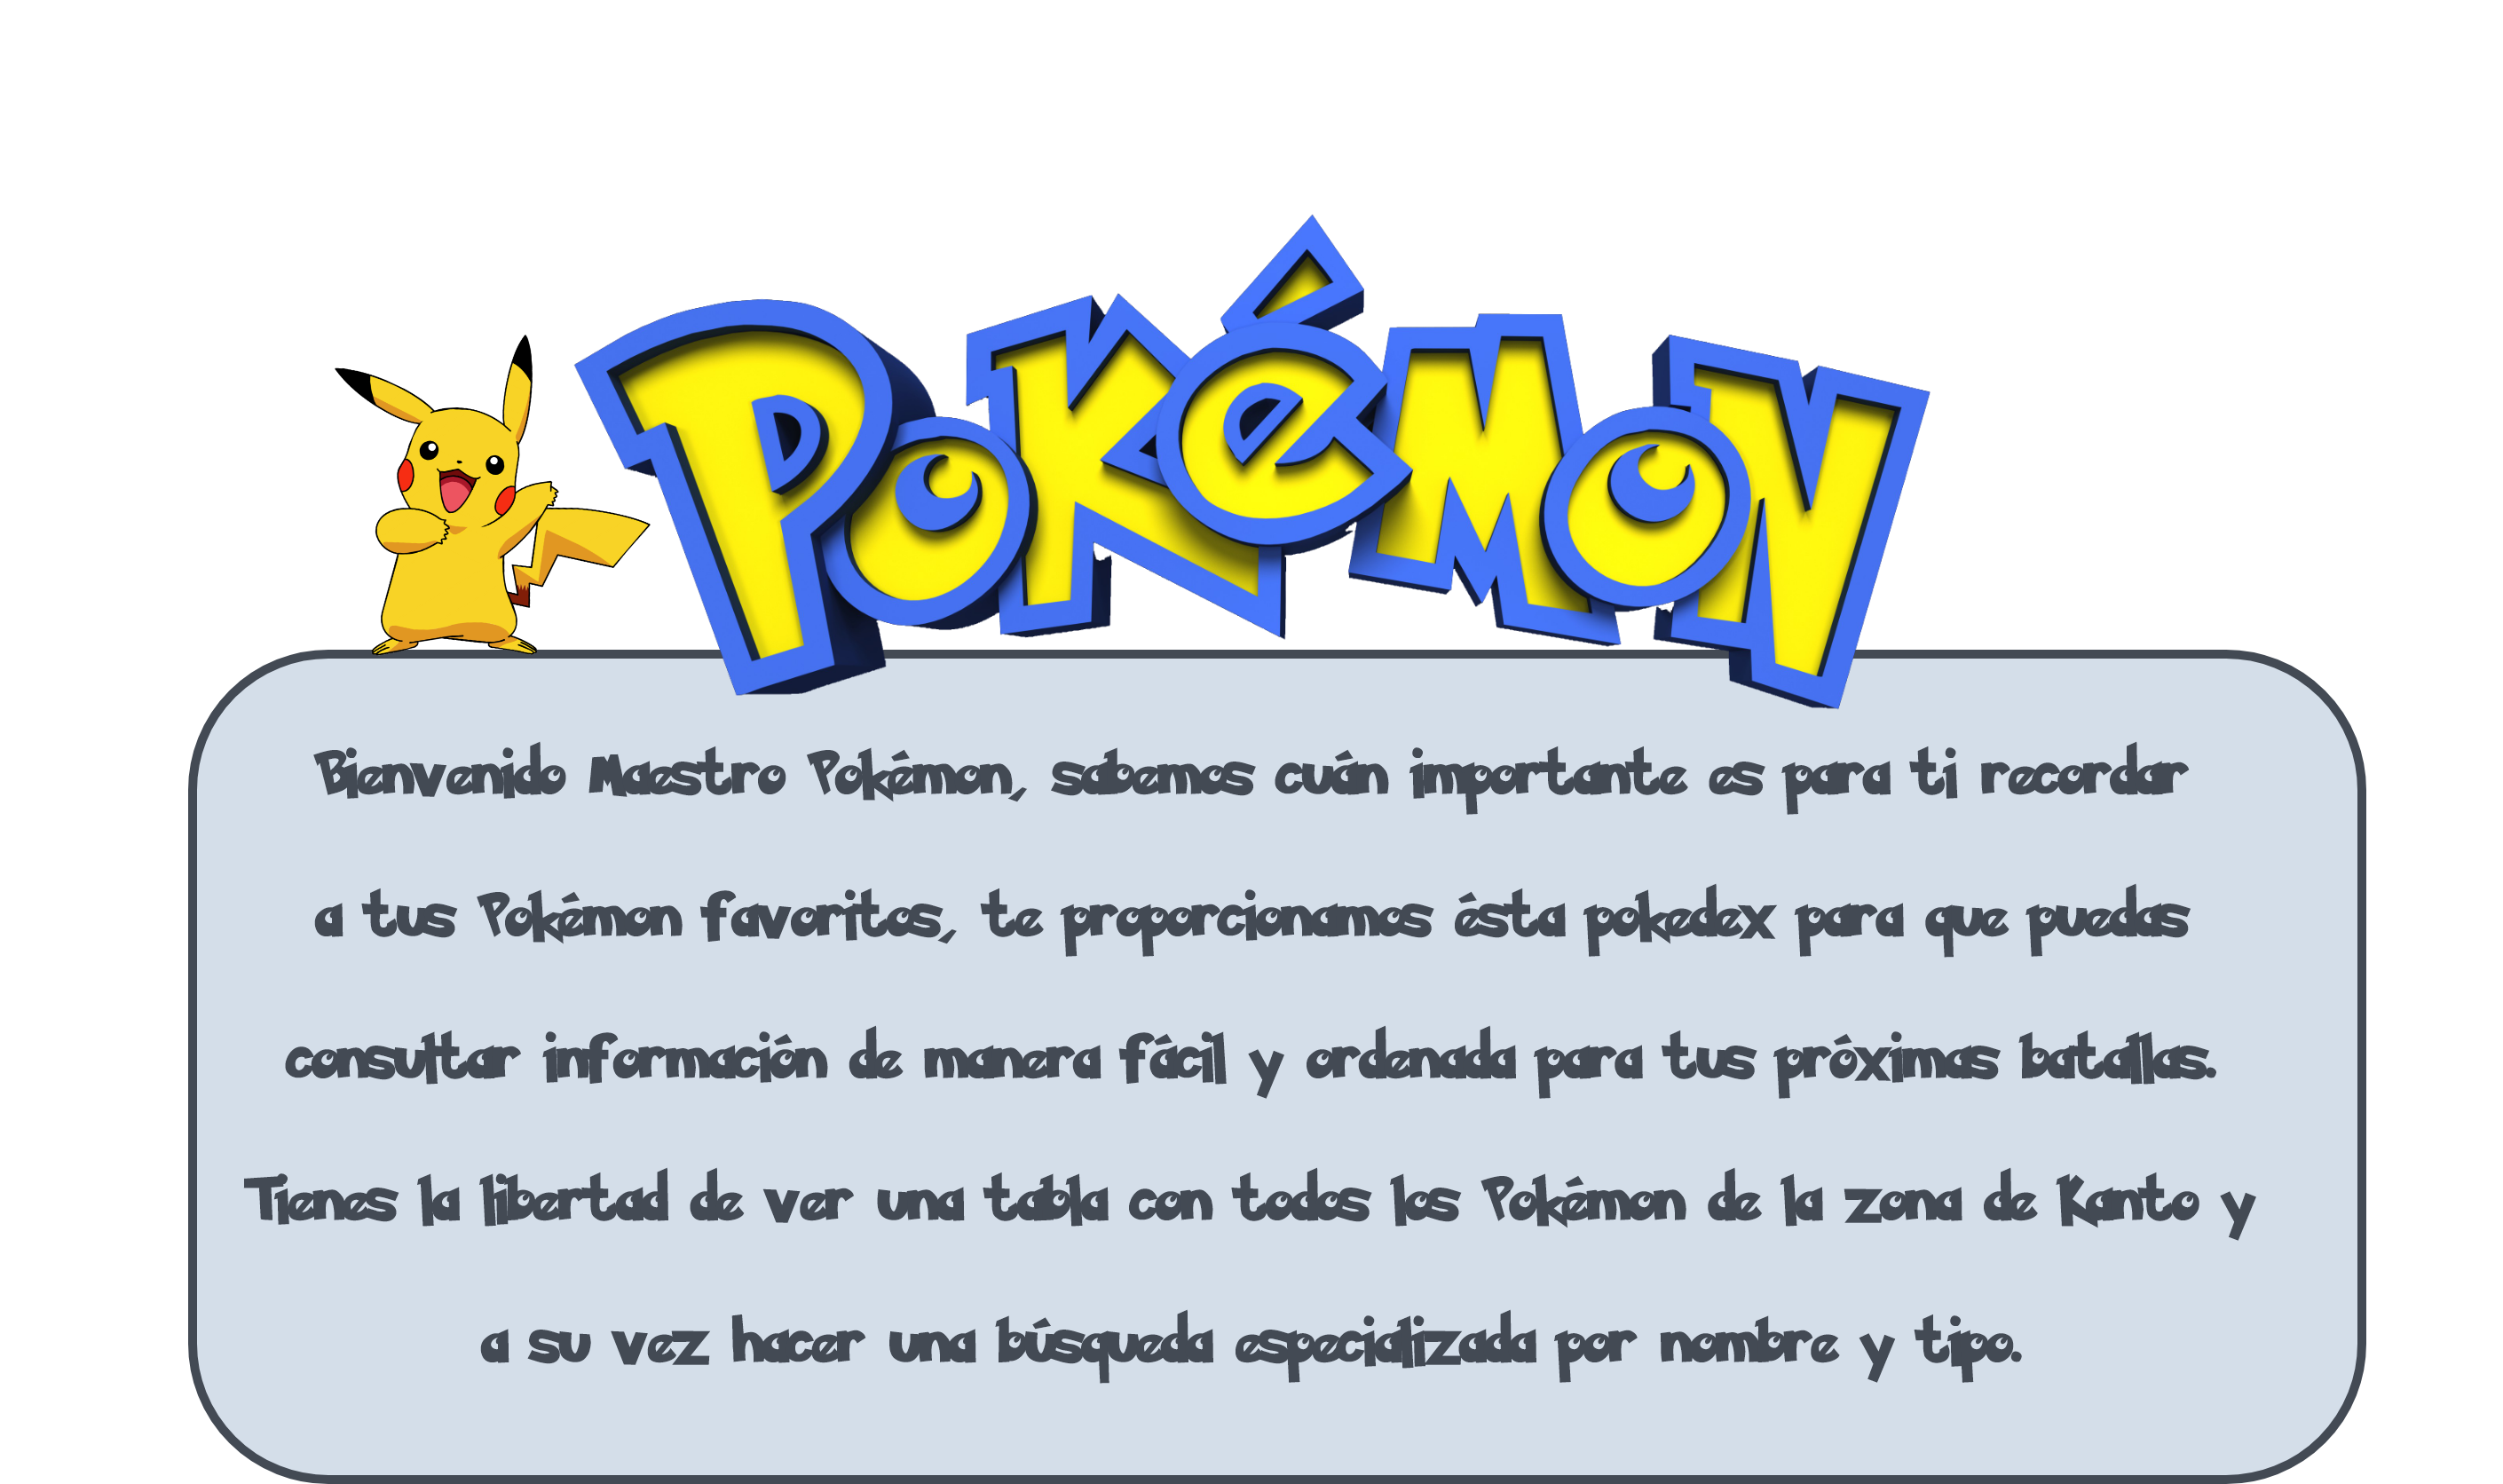 POKéMON
Bienvenido Maestro Pokémon, sabemos cuán importante es para ti recordar
a tus Pokémon favoritos, te proporcionamos ésta pokedex para que puedas
consultar información de manera fácil y ordenada para tus próximas batallas.
Tienes la libertad de ver una tabla con todos los Pokémon de la zona de Kanto y
a su vez hacer una búsqueda especializada por nombre y tipo.